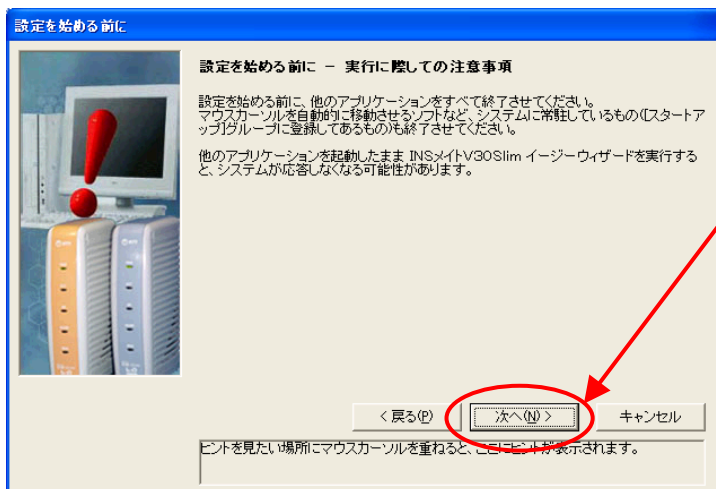 設定を始める前に
設定を始める前に － 実行に際しての注意事項
設定を始める前に、他のアプリケーションをすべて終了させてください。
マウスカーソルを自動的に移動させるソフトなど、システムに常駐しているもの([スタートア
ップ]グループに登録してあるもの)も終了させてください。
他のアプリケーションを起動したまま INSメイトV30Slim イージーウィザードを実行する
と、システムが応答しなくなる可能性があります。
< 戻る(P)
次へ(N) >
キャンセル
ヒントを見たい場所にマウスカーソルを重ねると、ここにヒントが表示されます。